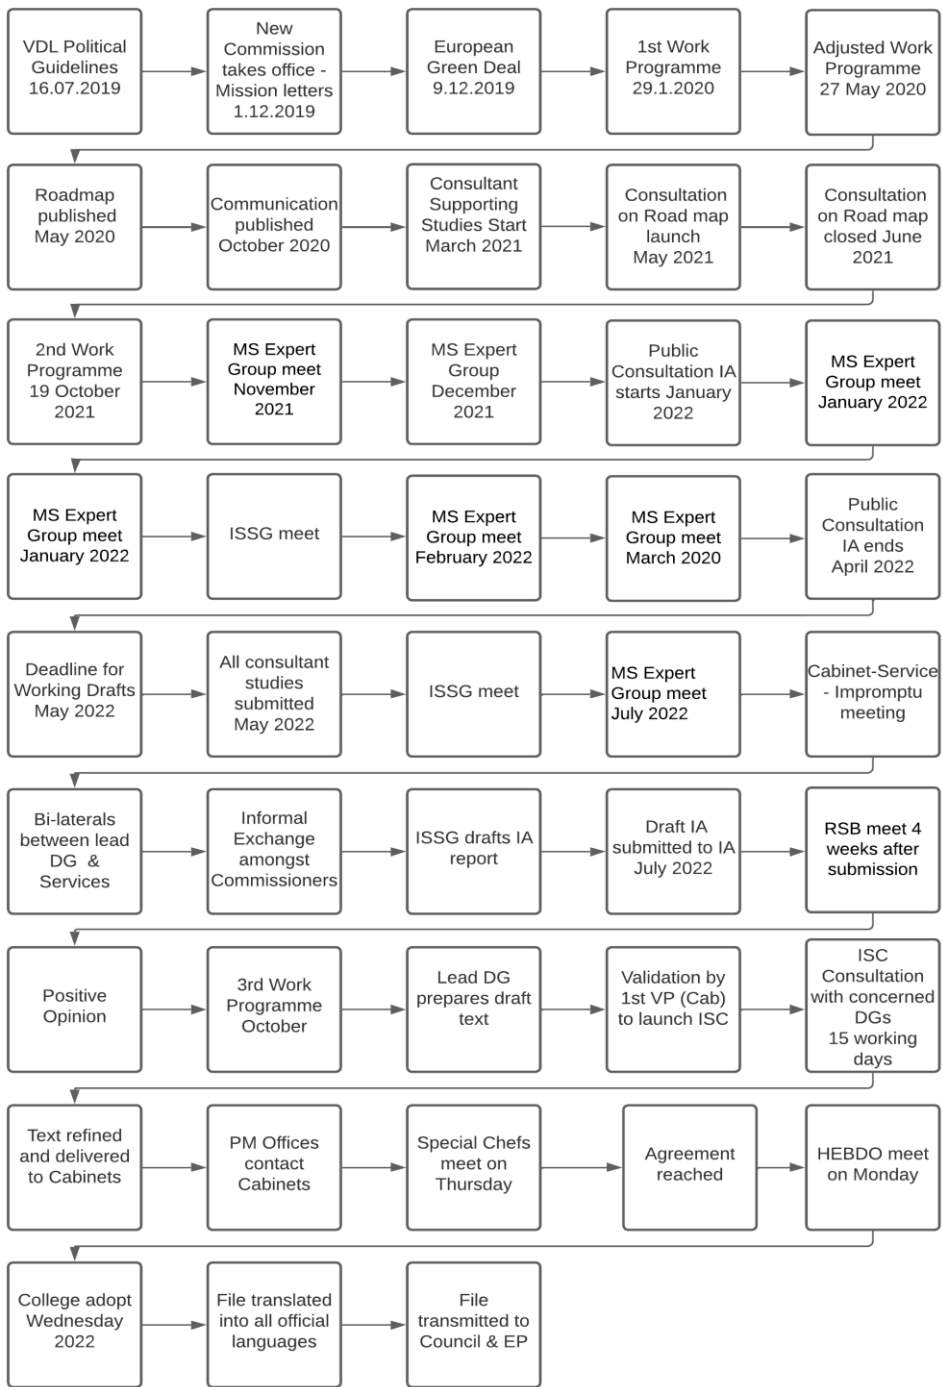 VDL Political
Guidelines
16.07.2019
New
Commission
takes office -
Mission letters
1.12.2019
European
Green Deal
9.12.2019
1st Work
Programme
29.1.2020
Adjusted Work
Programme
27 May 2020
Roadmap
published
May 2020
Communication
published
October 2020
Consultant
Supporting
Studies Start
March 2021
Consultation
on Road map
launch
May 2021
Consultation
on Road map
closed June
2021
2nd Work
Programme
19 October
2021
MS Expert
Group meet
November
2021
MS Expert
Group
December
2021
Public
Consultation IA
starts January
2022
MS Expert
Group meet
January 2022
MS Expert
Group meet
January 2022
ISSG meet
MS Expert
Group meet
February 2022
MS Expert
Group meet
March 2020
Public
Consultation
IA ends
April 2022
Deadline for
Working Drafts
May 2022
All consultant
studies
submitted
May 2022
ISSG meet
MS Expert
Group meet
July 2022
Cabinet-Service
- Impromptu
meeting
Bi-laterals
between lead
DG & 
Services
Informal
Exchange
amongst
Commissioners
ISSG drafts IA
report
Draft IA
submitted to IA
July 2022
RSB meet 4
weeks after
submission
Positive
Opinion
3rd Work
Programme
October
Lead DG
prepares draft
text
Validation by
1st VP (Cab)
to launch ISC
ISC
Consultation
with concerned
DGs
15 working
days
Text refined
and delivered
to Cabinets
PM Offices
contact
Cabinets
Special Chefs
meet on
Thursday
Agreement
reached
HEBDO meet
on Monday
College adopt
Wednesday
2022
File translated
into all official
languages
File
transmitted to
Council & EP